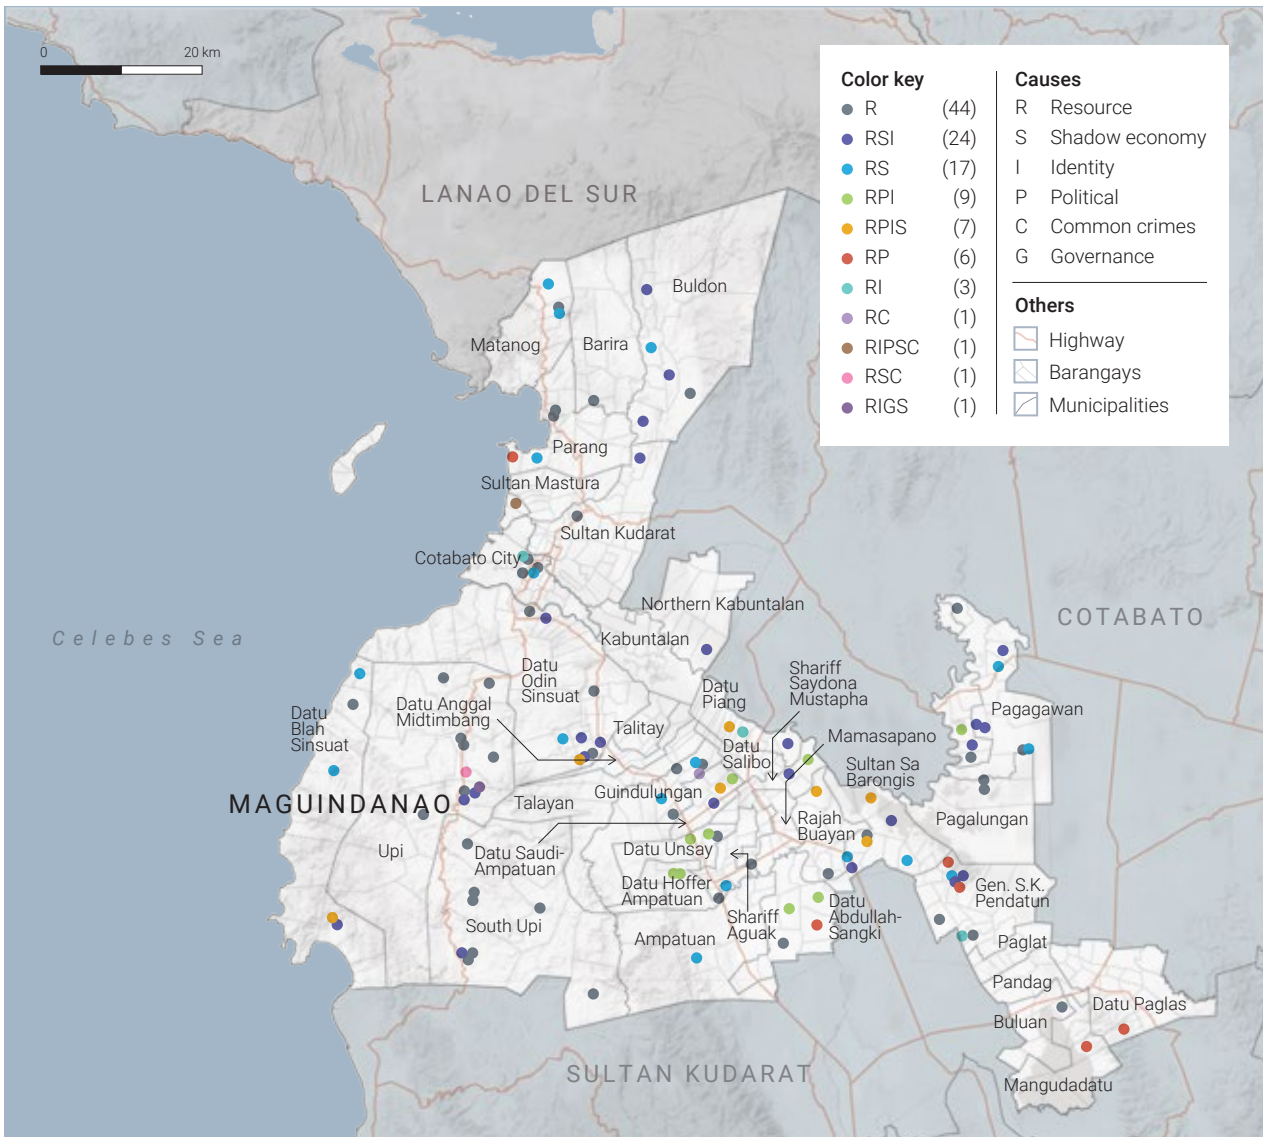 0 20 km
Color key
R (44)
RSI (24)
RS (17)
RPI (9)
RPIS (7)
RP (6)
RI (3)
RC (1)
RIPSC (1)
RSC (1)
RIGS (1)
Causes
R Resource
S Shadow economy
I Identity
P Political
C Common crimes
G Governance
Others
Highway
Barangays
Municipalities
LANAO DEL SUR
Buldon
Matanog
Barira
Parang
Sultan Mastura
Sultan Kudarat
Cotabato City
Northern Kabuntalan
COTABATO
Celebes Sea
Kabuntalan
Datu
Odin
Sinsuat
Shariff
Saydona
Mustapha
Datu
Piang
Datu Anggal
Midtimbang
Datu
Blah
Sinsuat
Pagagawan
Talitay
Mamasapano
Datu
Salibo
Sultan Sa
Barongis
Guindulungan
MAGUINDANAO
Talayan
Rajah
Buayan
Pagalungan
Upi
Datu Saudi-
Ampatuan
Datu Unsay
Datu Hoffer
Ampatuan
Gen. S.K.
Pendatun
Datu
Abdullah-
Sangki
Shariff
Aguak
South Upi
Ampatuan
Paglat
Pandag
Datu Paglas
Buluan
SULTAN KUDARAT
Mangudadatu